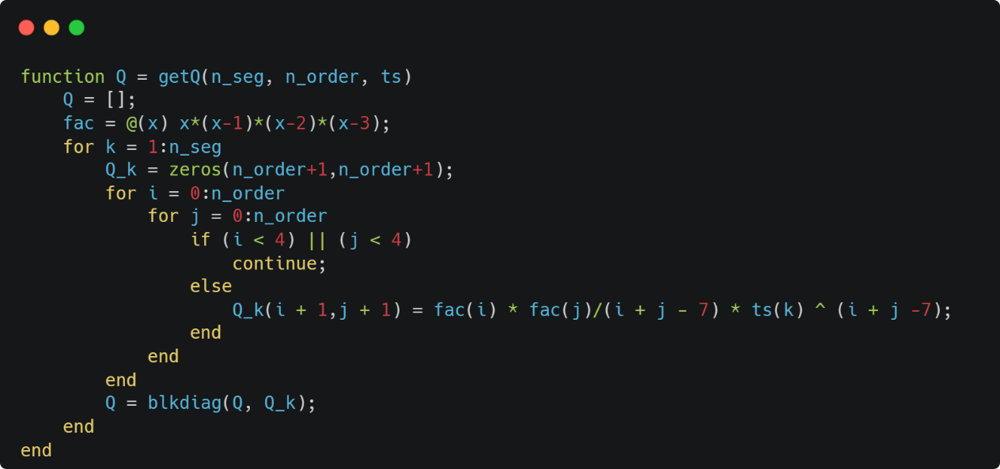 function Q = getQ(n_seg, n_order, ts)
    Q = [];
    fac = @(x) x*(x-1)*(x-2)*(x-3);
    for k = 1:n_seg
        Q_k = zeros(n_order+1,n_order+1);
        for i = 0:n_order
            for j = 0:n_order
                if (i < 4) || (j < 4)
                    continue;
                else
                    Q_k(i + 1,j + 1) = fac(i) * fac(j)/(i + j - 7) * ts(k) ^ (i + j -7);
                end
            end
        end
        Q = blkdiag(Q, Q_k);
    end
end